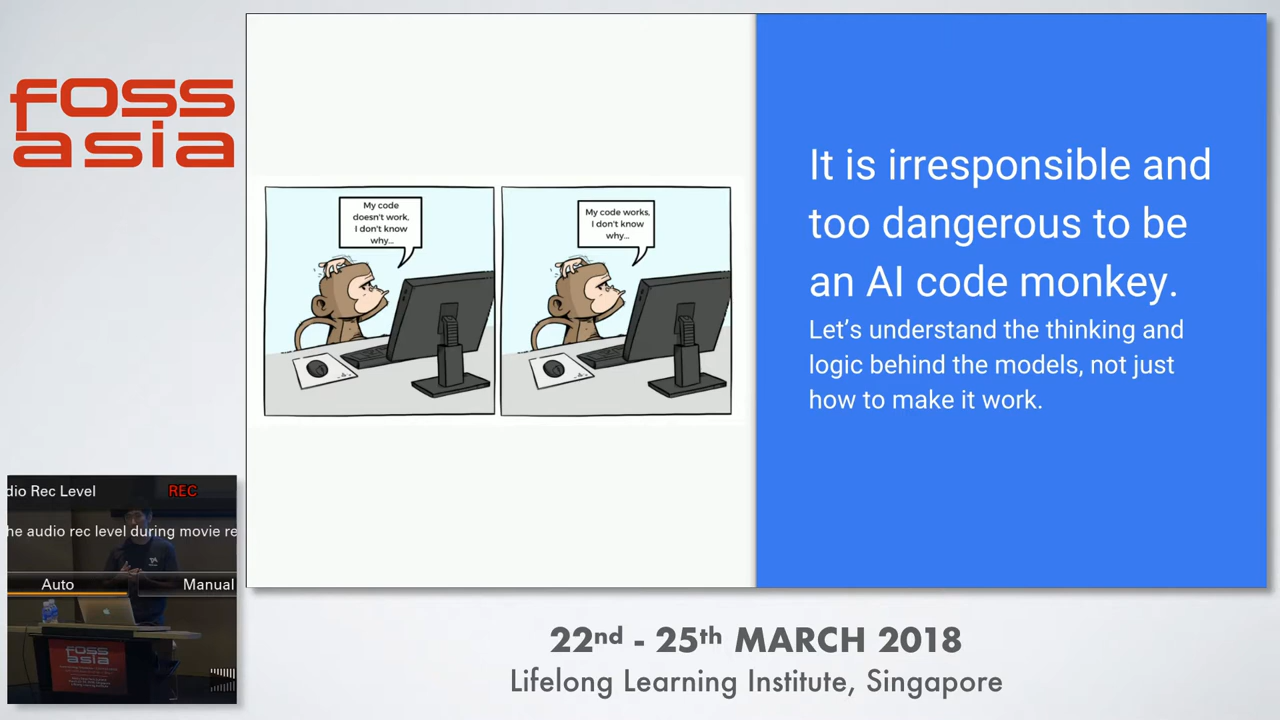 foss
asia
My code
doesn't work,
I don't know
why...
My code works,
I don't know
why...
It is irresponsible and
too dangerous to be
an AI code monkey.
Let's understand the thinking and
logic behind the models, not just
how to make it work.
dio Rec Level
REC
he audio rec level during movie re
Auto
Manual
foss
asia
22nd - 25th MARCH 2018
Lifelong Learning Institute, Singapore